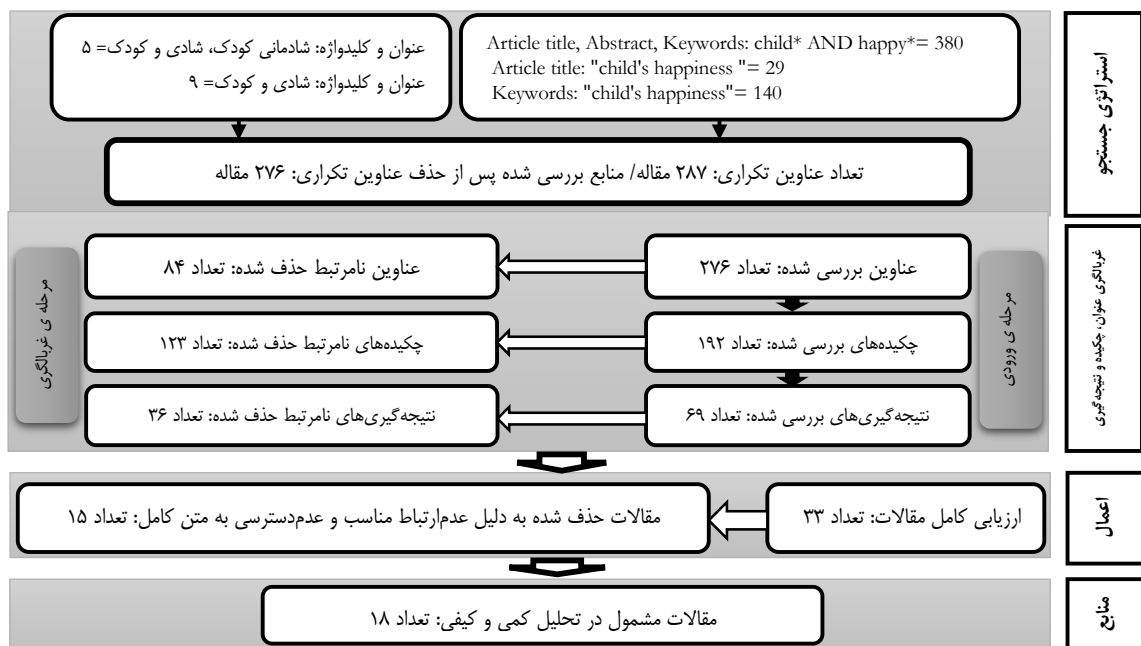 استراتژی جستجو
عنوان و کلیدواژه: شادمانی کودک، شادی و کودک= ۵
عنوان و کلیدواژه: شادی و کودک= ۹
Article title, Abstract, Keywords: child* AND happy*= 380
Article title: "child's happiness "= 29
Keywords: "child's happiness"= 140
تعداد عناوین تکراری: ۲۸۷ مقاله/ منابع بررسی شده پس از حذف عناوین تکراری: ۲۷۶ مقاله
غربالگری عنوان، چکیده و نتیجه‌گیری
مرحله ی ورودی
مرحله ی غربالگری
عناوین بررسی شده: تعداد ۲۷۶
عناوین نامرتبط حذف شده: تعداد ۸۴
چکیده‌های بررسی شده: تعداد ۱۹۲
چکیده‌های نامرتبط حذف شده: تعداد ۱۲۳
نتیجه‌گیری‌های بررسی شده: تعداد ۶۹
نتیجه‌گیری‌های نامرتبط حذف شده: تعداد ۳۶
اعمال
ارزیابی کامل مقالات: تعداد ۳۳
مقالات حذف شده به دلیل عدم‌ارتباط مناسب و عدم‌دسترسی به متن کامل: تعداد ۱۵
منابع
مقالات مشمول در تحلیل کمی و کیفی: تعداد ۱۸